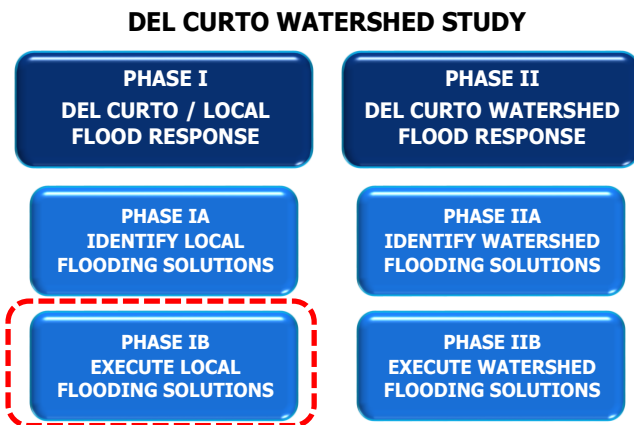 DEL CURTO WATERSHED STUDY
PHASE I
DEL CURTO / LOCAL
FLOOD RESPONSE
PHASE II
DEL CURTO WATERSHED
FLOOD RESPONSE
PHASE IA
IDENTIFY LOCAL
FLOODING SOLUTIONS
PHASE IIA
IDENTIFY WATERSHED
FLOODING SOLUTIONS
PHASE IB
EXECUTE LOCAL
FLOODING SOLUTIONS
PHASE IIB
EXECUTE WATERSHED
FLOODING SOLUTIONS